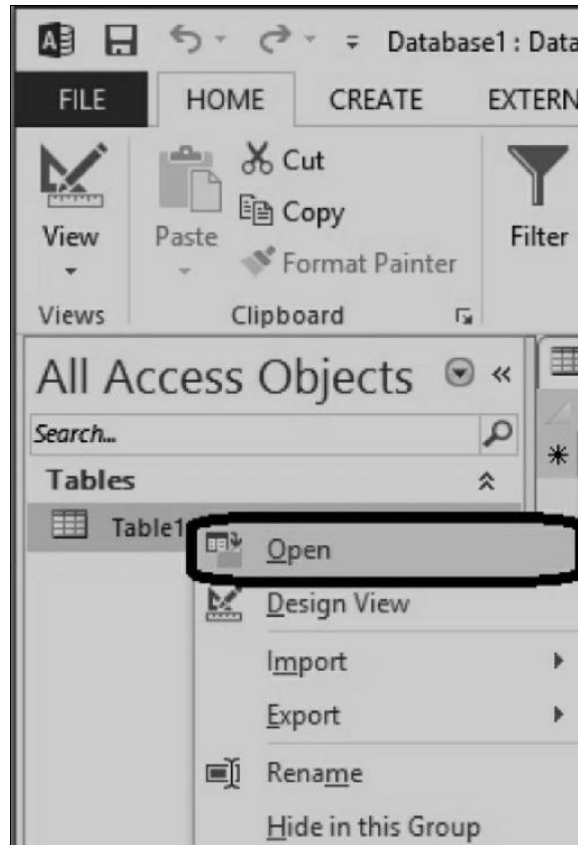 Database1 : Data
FILE HOME CREATE EXTERN
Cut
Copy
View Paste Format Painter Filter
Views Clipboard
All Access Objects
Search...
Tables
Table1
Open
Design View
Import
Export
Rename
Hide in this Group